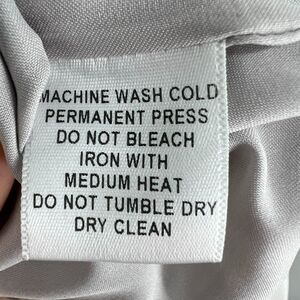 MACHINE WASH COLD
PERMANENT PRESS
DO NOT BLEACH
IRON WITH
MEDIUM HEAT
DO NOT TUMBLE DRY
DRY CLEAN